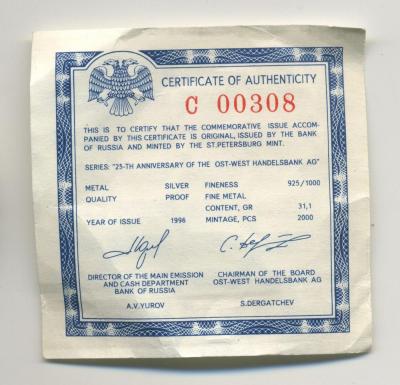 CERTIFICATE OF AUTHENTICITY
C 00308
THIS IS TO CERTIFY THAT THE COMMEMORATIVE ISSUE ACCOM-
PANIED BY THIS CERTIFICATE IS ORIGINAL, ISSUED BY THE BANK
OF RUSSIA AND MINTED BY THE ST.PETERSBURG MINT.
SERIES: "25-TH ANNIVERSARY OF THE OST-WEST HANDELSBANK AG"
METAL SILVER FINENESS 925/1000
QUALITY PROOF FINE METAL
CONTENT, GR 31,1
YEAR OF ISSUE 1996 MINTAGE, PCS 2000
DIRECTOR OF THE MAIN EMISSION
AND CASH DEPARTMENT
BANK OF RUSSIA
A.V.YUROV
CHAIRMAN OF THE BOARD
OST-WEST HANDELSBANK AG
S.DERGATCHEV